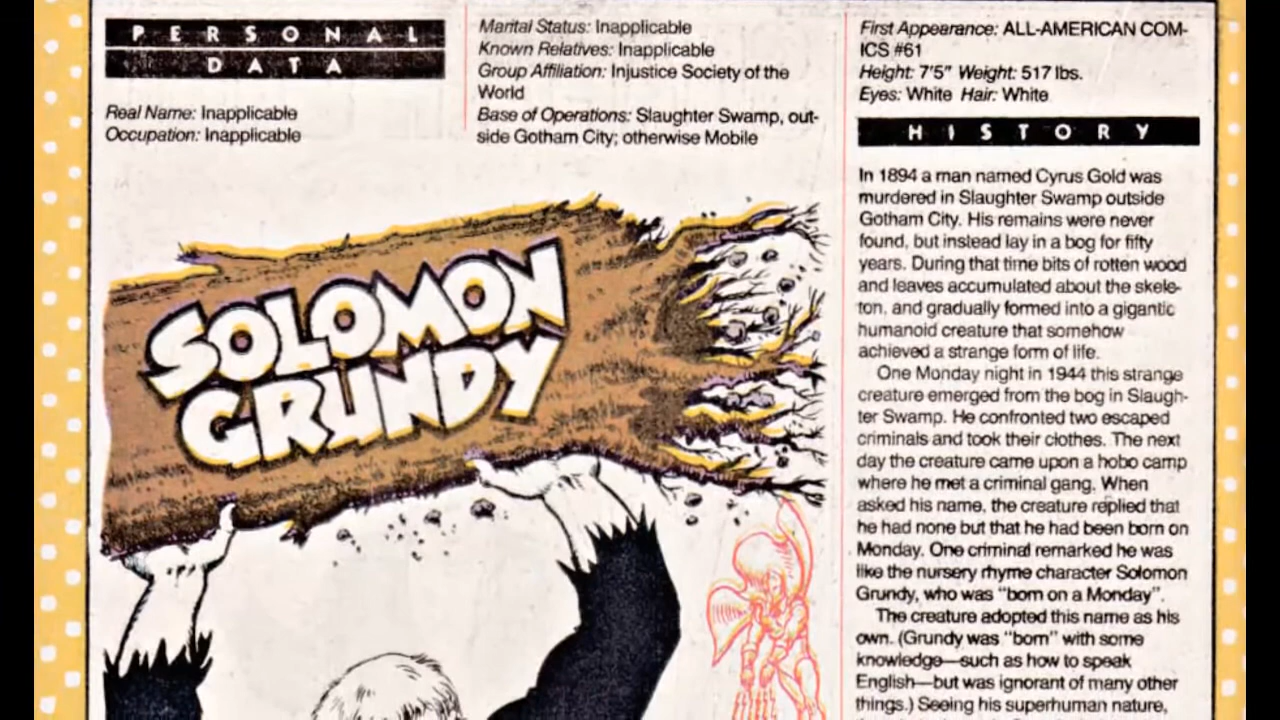 PERSONAL
DATA
Real Name: Inapplicable
Occupation: Inapplicable
Marital Status: Inapplicable
Known Relatives: Inapplicable
Group Affiliation: Injustice Society of the
World
Base of Operations: Slaughter Swamp, out-
side Gotham City; otherwise Mobile
First Appearance: ALL-AMERICAN COM-
ICS #61
Height: 7'5" Weight: 517 lbs.
Eyes: White Hair: White
SOLOMON
GRUNDY
HISTORY
In 1894 a man named Cyrus Gold was
murdered in Slaughter Swamp outside
Gotham City. His remains were never
found, but instead lay in a bog for fifty
years. During that time bits of rotten wood
and leaves accumulated about the skele-
ton, and gradually formed into a gigantic
humanoid creature that somehow
achieved a strange form of life.
One Monday night in 1944 this strange
creature emerged from the bog in Slaugh-
ter Swamp. He confronted two escaped
criminals and took their clothes. The next
day the creature came upon a hobo camp
where he met a criminal gang. When
asked his name, the creature replied that
he had none but that he had been born on
Monday. One criminal remarked he was
like the nursery rhyme character Solomon
Grundy, who was "born on a Monday".
The creature adopted this name as his
own. (Grundy was "born" with some
knowledge—such as how to speak
English—but was ignorant of many other
things.) Seeing his superhuman nature,